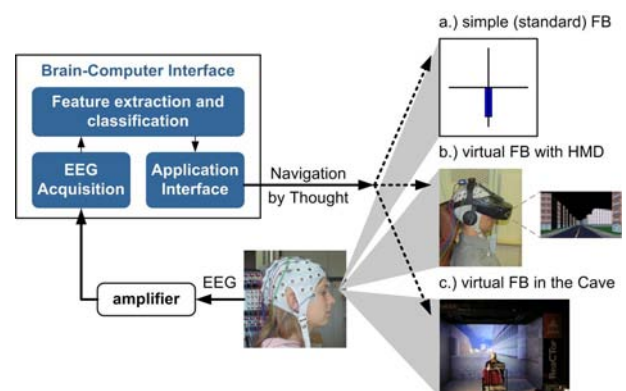 a.) simple (standard) FB
Brain-Computer Interface
Feature extraction and
classification
EEG
Acquisition
Application
Interface
Navigation
by Thought
b.) virtual FB with HMD
EEG
amplifier
c.) virtual FB in the Cave
ReaCTor